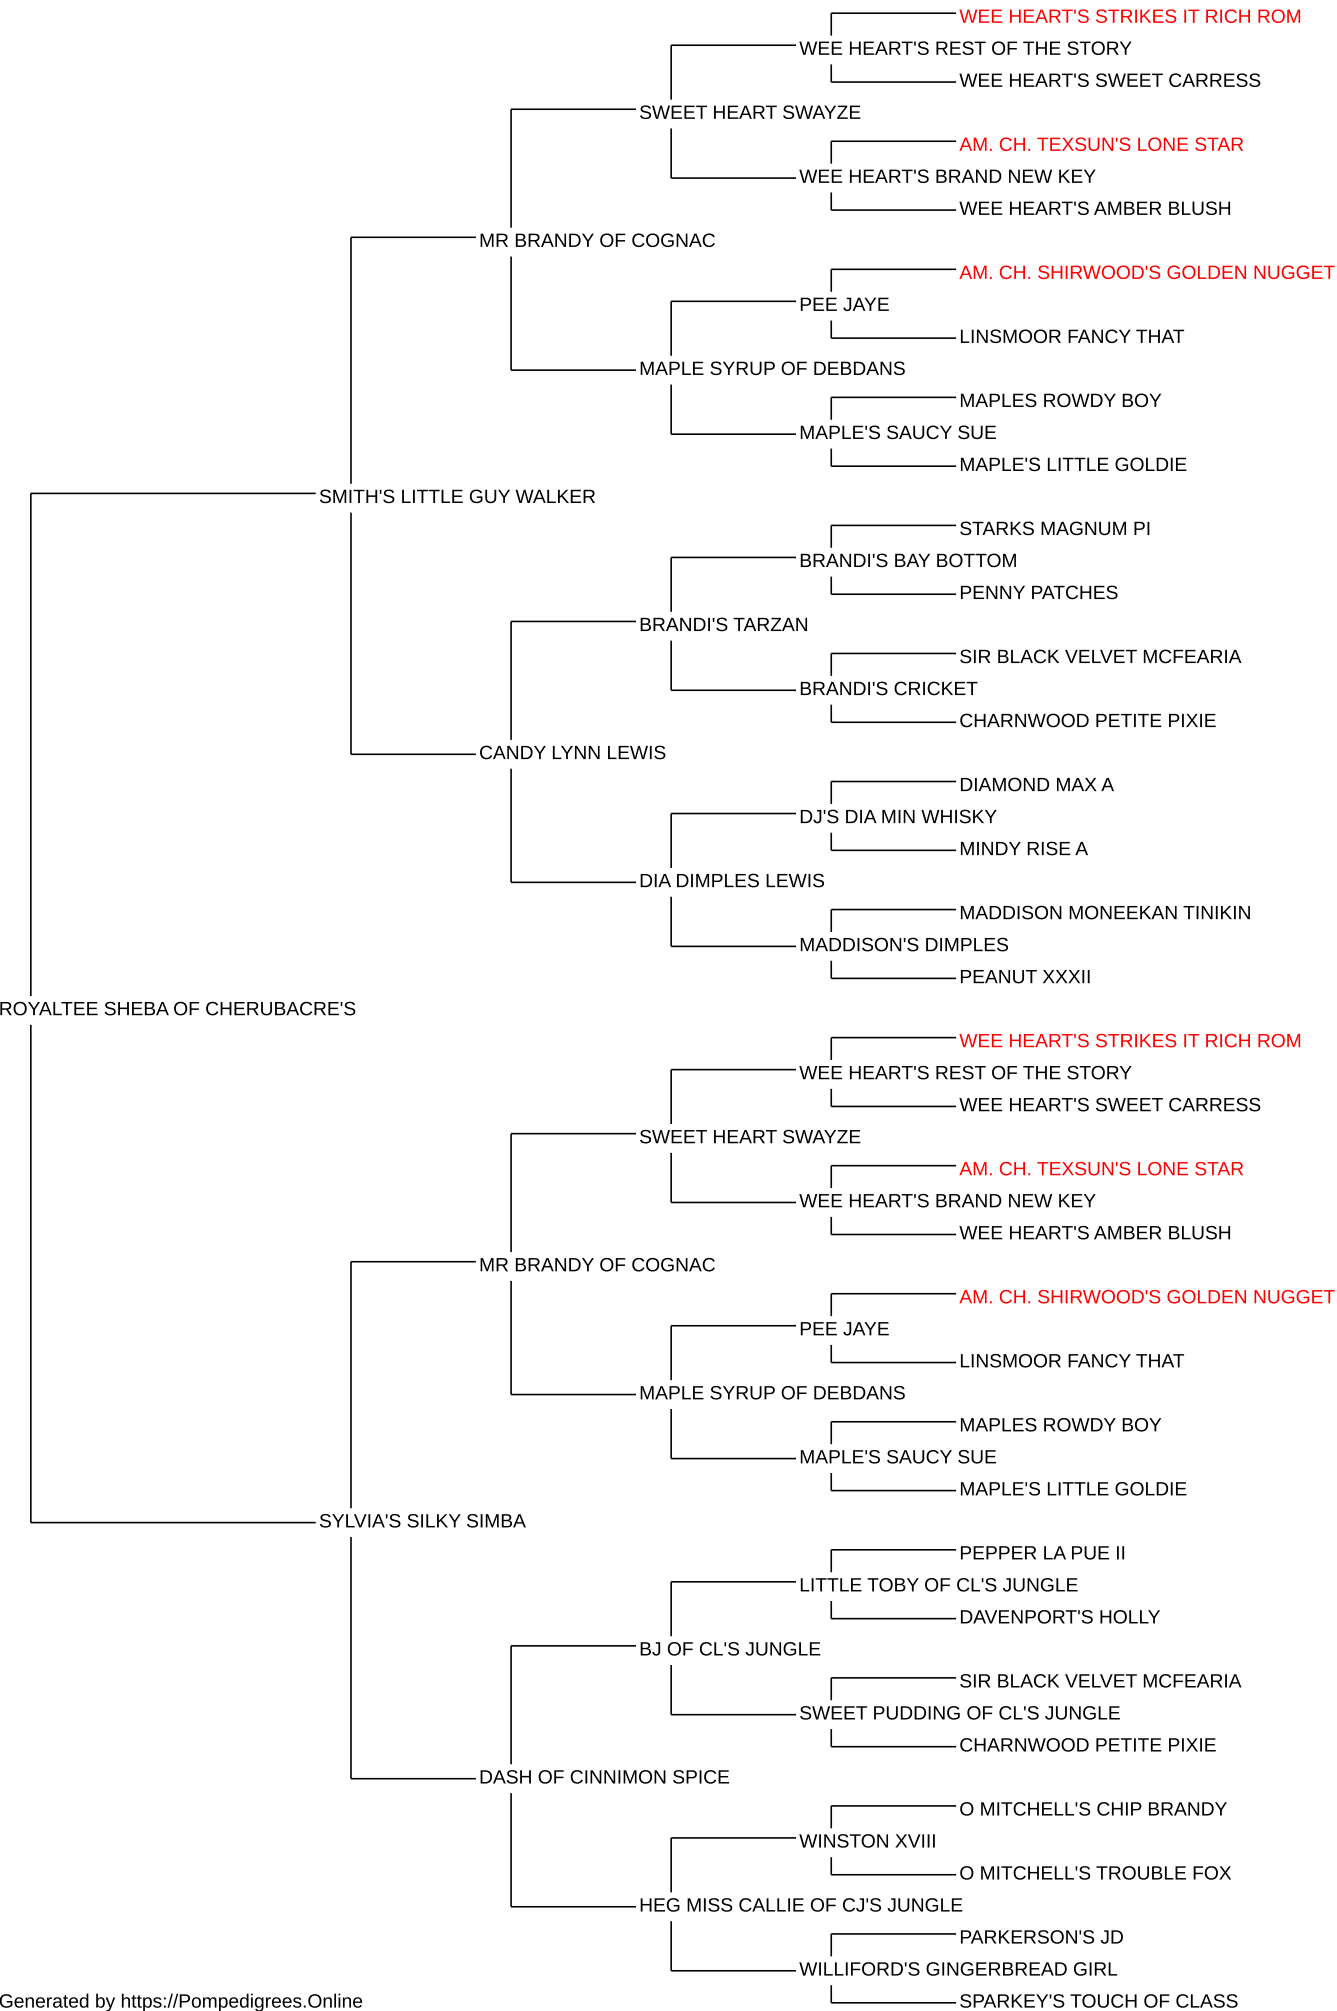 WEE HEART'S STRIKES IT RICH ROM
WEE HEART'S REST OF THE STORY
WEE HEART'S SWEET CARRESS
SWEET HEART SWAYZE
AM. CH. TEXSUN'S LONE STAR
WEE HEART'S BRAND NEW KEY
WEE HEART'S AMBER BLUSH
MR BRANDY OF COGNAC
AM. CH. SHIRWOOD'S GOLDEN NUGGET
PEE JAYE
LINSMOOR FANCY THAT
MAPLE SYRUP OF DEBDANS
MAPLES ROWDY BOY
MAPLE'S SAUCY SUE
MAPLE'S LITTLE GOLDIE
SMITH'S LITTLE GUY WALKER
STARKS MAGNUM PI
BRANDI'S BAY BOTTOM
PENNY PATCHES
BRANDI'S TARZAN
SIR BLACK VELVET MCFEARIA
BRANDI'S CRICKET
CHARNWOOD PETITE PIXIE
CANDY LYNN LEWIS
DIAMOND MAX A
DJ'S DIA MIN WHISKY
MINDY RISE A
DIA DIMPLES LEWIS
MADDISON MONEEKAN TINIKIN
MADDISON'S DIMPLES
PEANUT XXXII
ROYALTEE SHEBA OF CHERUBACRE'S
WEE HEART'S STRIKES IT RICH ROM
WEE HEART'S REST OF THE STORY
WEE HEART'S SWEET CARRESS
SWEET HEART SWAYZE
AM. CH. TEXSUN'S LONE STAR
WEE HEART'S BRAND NEW KEY
WEE HEART'S AMBER BLUSH
MR BRANDY OF COGNAC
AM. CH. SHIRWOOD'S GOLDEN NUGGET
PEE JAYE
LINSMOOR FANCY THAT
MAPLE SYRUP OF DEBDANS
MAPLES ROWDY BOY
MAPLE'S SAUCY SUE
MAPLE'S LITTLE GOLDIE
SYLVIA'S SILKY SIMBA
PEPPER LA PUE II
LITTLE TOBY OF CL'S JUNGLE
DAVENPORT'S HOLLY
BJ OF CL'S JUNGLE
SIR BLACK VELVET MCFEARIA
SWEET PUDDING OF CL'S JUNGLE
CHARNWOOD PETITE PIXIE
DASH OF CINNIMON SPICE
O MITCHELL'S CHIP BRANDY
WINSTON XVIII
O MITCHELL'S TROUBLE FOX
HEG MISS CALLIE OF CJ'S JUNGLE
PARKERSON'S JD
WILLIFORD'S GINGERBREAD GIRL
SPARKEY'S TOUCH OF CLASS
Generated by https://Pompedigrees.Online